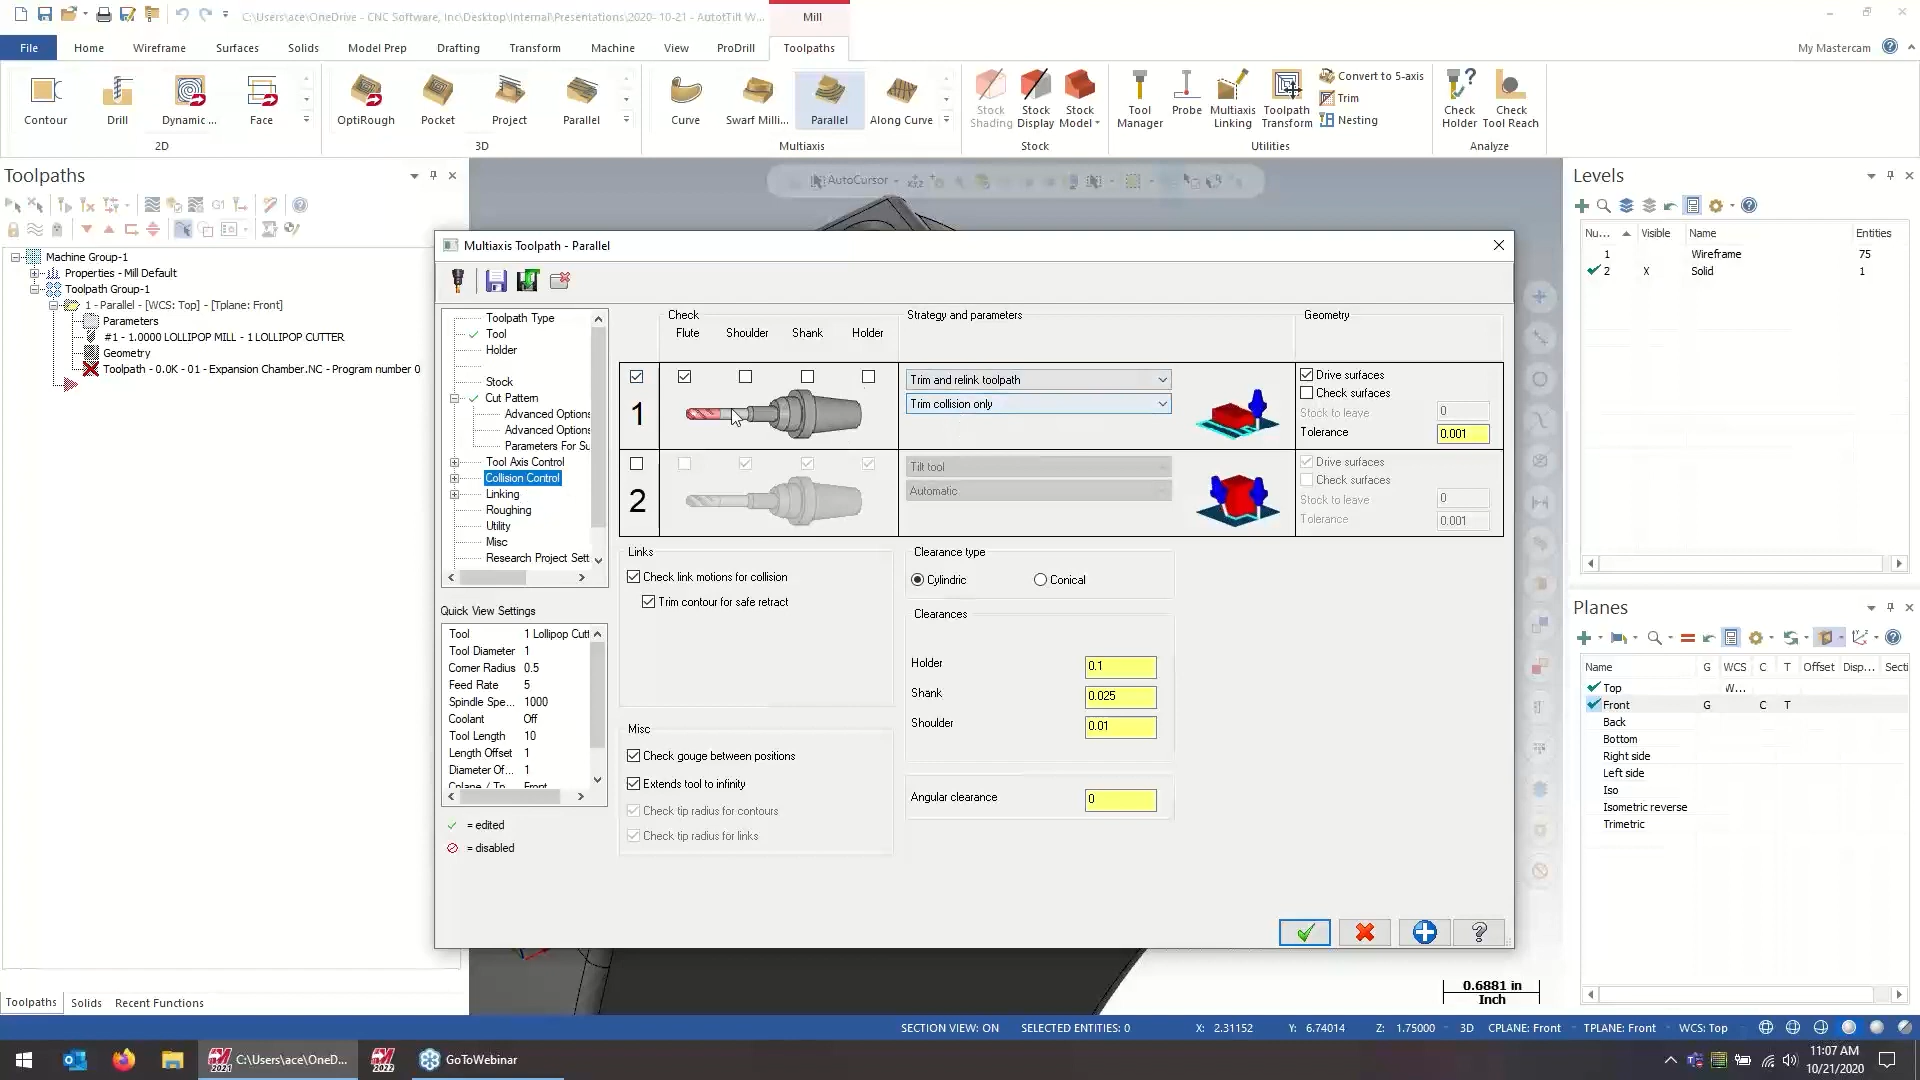 C:\Users\ace\OneDrive - CNC Software, Inc\Desktop\Internal\Presentations\2020- 10-21 - AutotTilt W...
Mill
File Home Wireframe Surfaces Solids Model Prep Drafting Transform Machine View ProDrill Toolpaths My Mastercam
Contour Drill Dynamic ... Face OptiRough Pocket Project Parallel Curve Swarf Milli... Parallel Along Curve
Stock Shading Stock Display Stock Model Tool Manager Probe Multiaxis Linking Toolpath Transform
Convert to 5-axis
Trim
Nesting
Check Holder Check Tool Reach
2D 3D Multiaxis Stock Utilities Analyze
Toolpaths
G1
Machine Group-1
Properties - Mill Default
Toolpath Group-1
1 - Parallel - [WCS: Top] - [Tplane: Front]
Parameters
#1 - 1.0000 LOLLIPOP MILL - 1 LOLLIPOP CUTTER
Geometry
Toolpath - 0.0K - 01 - Expansion Chamber.NC - Program number 0
Toolpaths Solids Recent Functions
AutoCursor
Multiaxis Toolpath - Parallel
Toolpath Type
Tool
Holder
Stock
Cut Pattern
Advanced Options
Advanced Options
Parameters For Su
Tool Axis Control
Collision Control
Linking
Roughing
Utility
Misc
Research Project Sett
Quick View Settings
Tool 1 Lollipop Cutt
Tool Diameter 1
Corner Radius 0.5
Feed Rate 5
Spindle Spe... 1000
Coolant Off
Tool Length 10
Length Offset 1
Diameter Of... 1
Cplane / Tp Front
= edited
= disabled
Check
Flute Shoulder Shank Holder
Strategy and parameters
Geometry
1
Trim and relink toolpath
Trim collision only
Drive surfaces
Check surfaces
Stock to leave 0
Tolerance 0.001
2
Tilt tool
Automatic
Drive surfaces
Check surfaces
Stock to leave 0
Tolerance 0.001
Links
Check link motions for collision
Trim contour for safe retract
Misc
Check gouge between positions
Extends tool to infinity
Check tip radius for contours
Check tip radius for links
Clearance type
Cylindric Conical
Clearances
Holder 0.1
Shank 0.025
Shoulder 0.01
Angular clearance 0
Levels
Nu... Visible Name Entities
1 Wireframe 75
2 X Solid 1
Planes
Name G WCS C T Offset Disp... Secti
Top W...
Front G C T
Back
Bottom
Right side
Left side
Iso
Isometric reverse
Trimetric
0.6881 in
Inch
SECTION VIEW: ON SELECTED ENTITIES: 0 X: 2.31152 Y: 6.74014 Z: 1.75000 3D CPLANE: Front TPLANE: Front WCS: Top
2021 C:\Users\ace\OneD... 2022 GoToWebinar
11:07 AM
10/21/2020